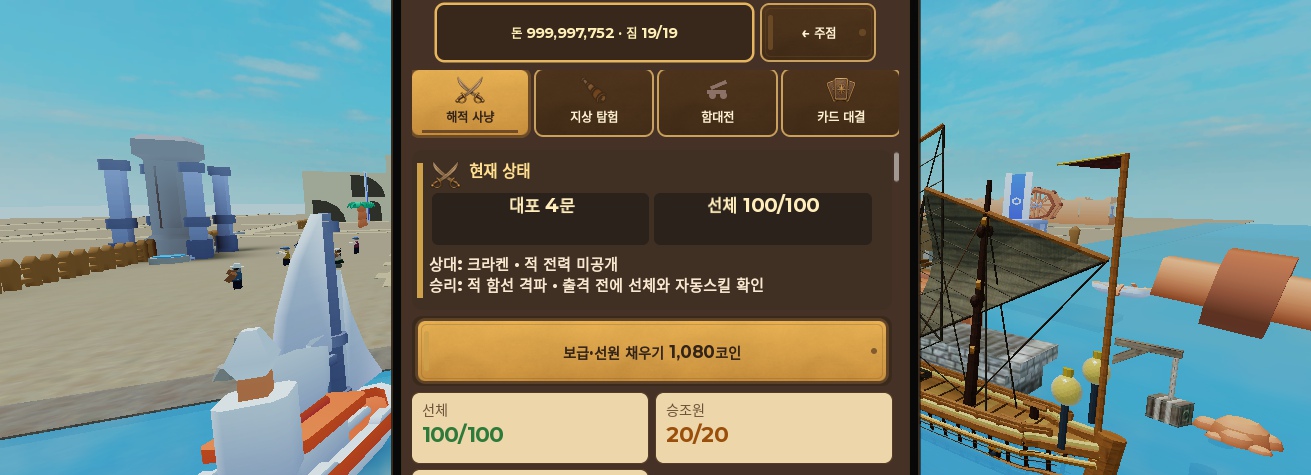 돈 999,997,752 · 짐 19/19
← 주점
해적 사냥
지상 탐험
함대전
카드 대결
현재 상태
대포 4문
선체 100/100
상대: 크라켄 • 적 전력 미공개
승리: 적 함선 격파 • 출격 전에 선체와 자동스킬 확인
보급·선원 채우기 1,080코인
선체
100/100
승조원
20/20